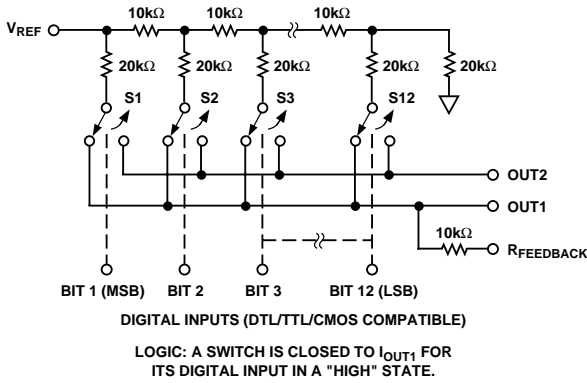 10kΩ 10kΩ 10kΩ
VREF
20kΩ 20kΩ 20kΩ 20kΩ 20kΩ
S1 S2 S3 S12
OUT2
OUT1
10kΩ
RFEEDBACK
BIT 1 (MSB) BIT 2 BIT 3 BIT 12 (LSB)
DIGITAL INPUTS (DTL/TTL/CMOS COMPATIBLE)
LOGIC: A SWITCH IS CLOSED TO IOUT1 FOR
ITS DIGITAL INPUT IN A "HIGH" STATE.